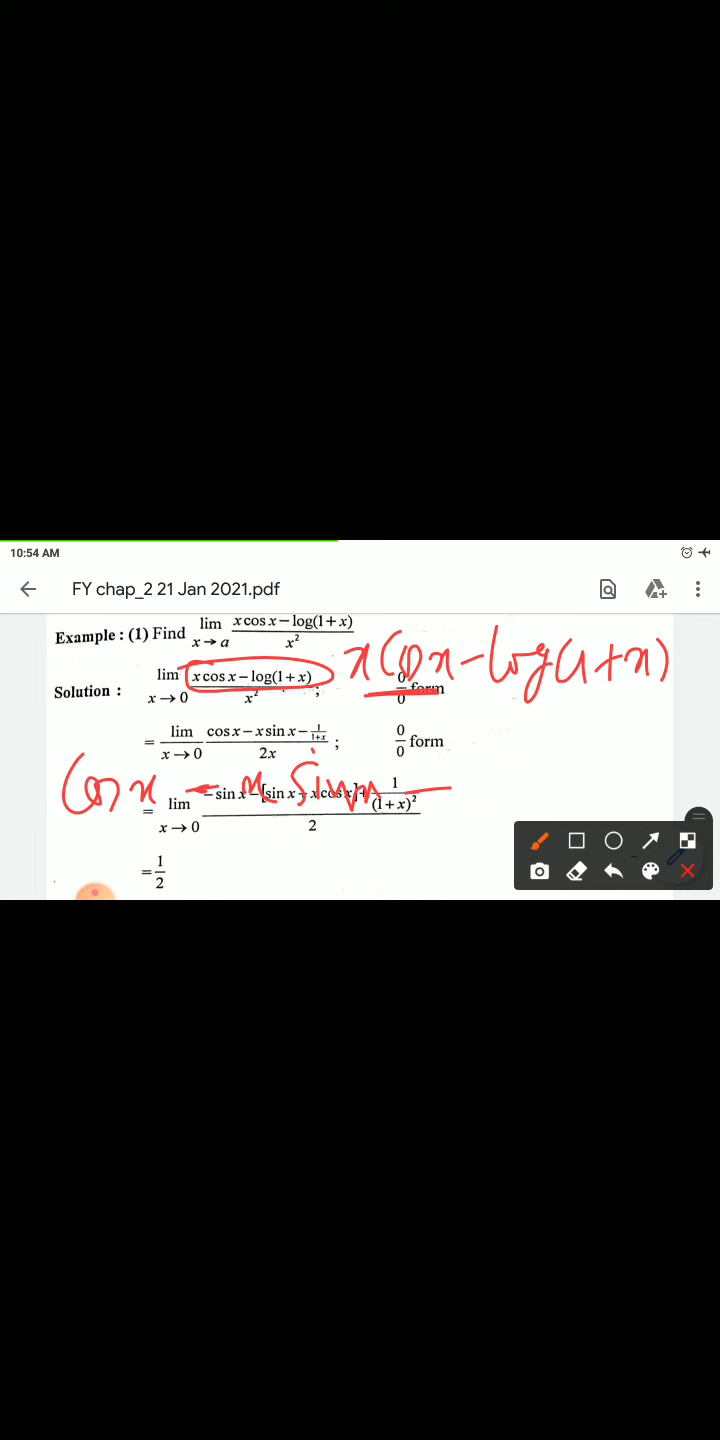 10:54 AM
FY chap_2 21 Jan 2021.pdf
Example : (1) Find lim x→a x cos x – log(1+x) / x²
Solution : lim x→0 x cos x – log(1+x) / x² ; 0/0 form
x Cos x – log(1+x)
= lim x→0 cos x – x sin x – 1/1+x / 2x ; 0/0 form
Cos x – x Sin x –
= lim x→0 – sin x – [sin x + x cos x] + 1/(1+x)² / 2
= 1/2